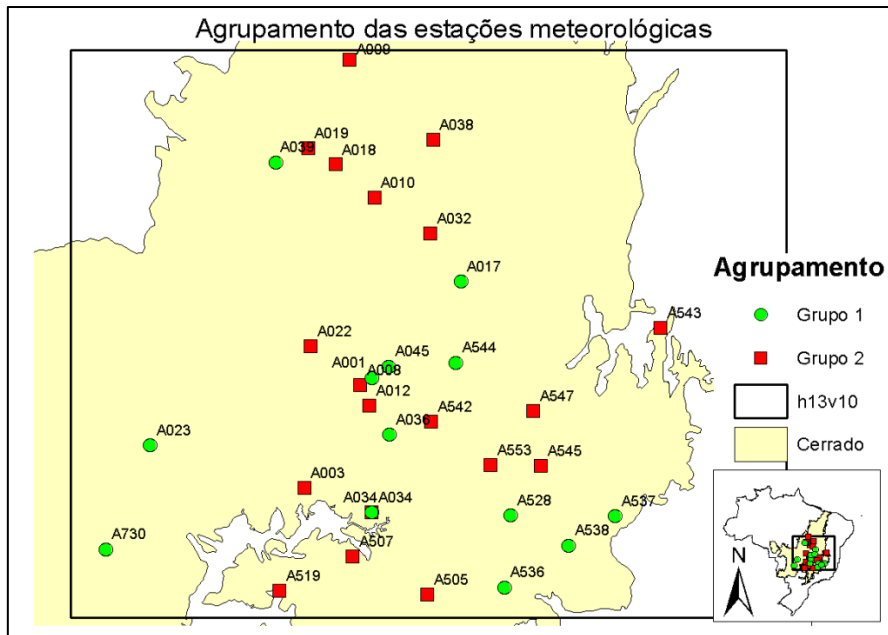 Agrupamento das estações meteorológicas
A009
A019
A038
A039
A018
A010
A032
A017
A543
A022
A045
A544
A001
A008
A012
A547
A542
A036
A023
A553
A545
A003
A034
A034
A528
A537
A730
A507
A538
A519
A505
A536
Agrupamento
Grupo 1
Grupo 2
h13v10
Cerrado
N